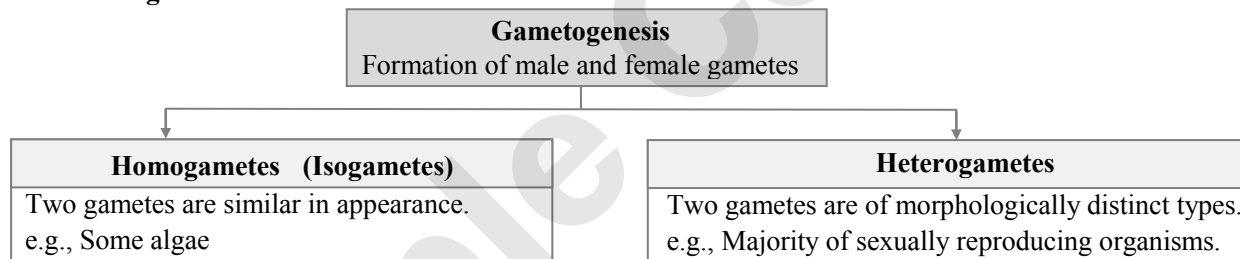 Gametogenesis
Formation of male and female gametes
Homogametes (Isogametes)
Two gametes are similar in appearance.
e.g., Some algae
Heterogametes
Two gametes are of morphologically distinct types.
e.g., Majority of sexually reproducing organisms.